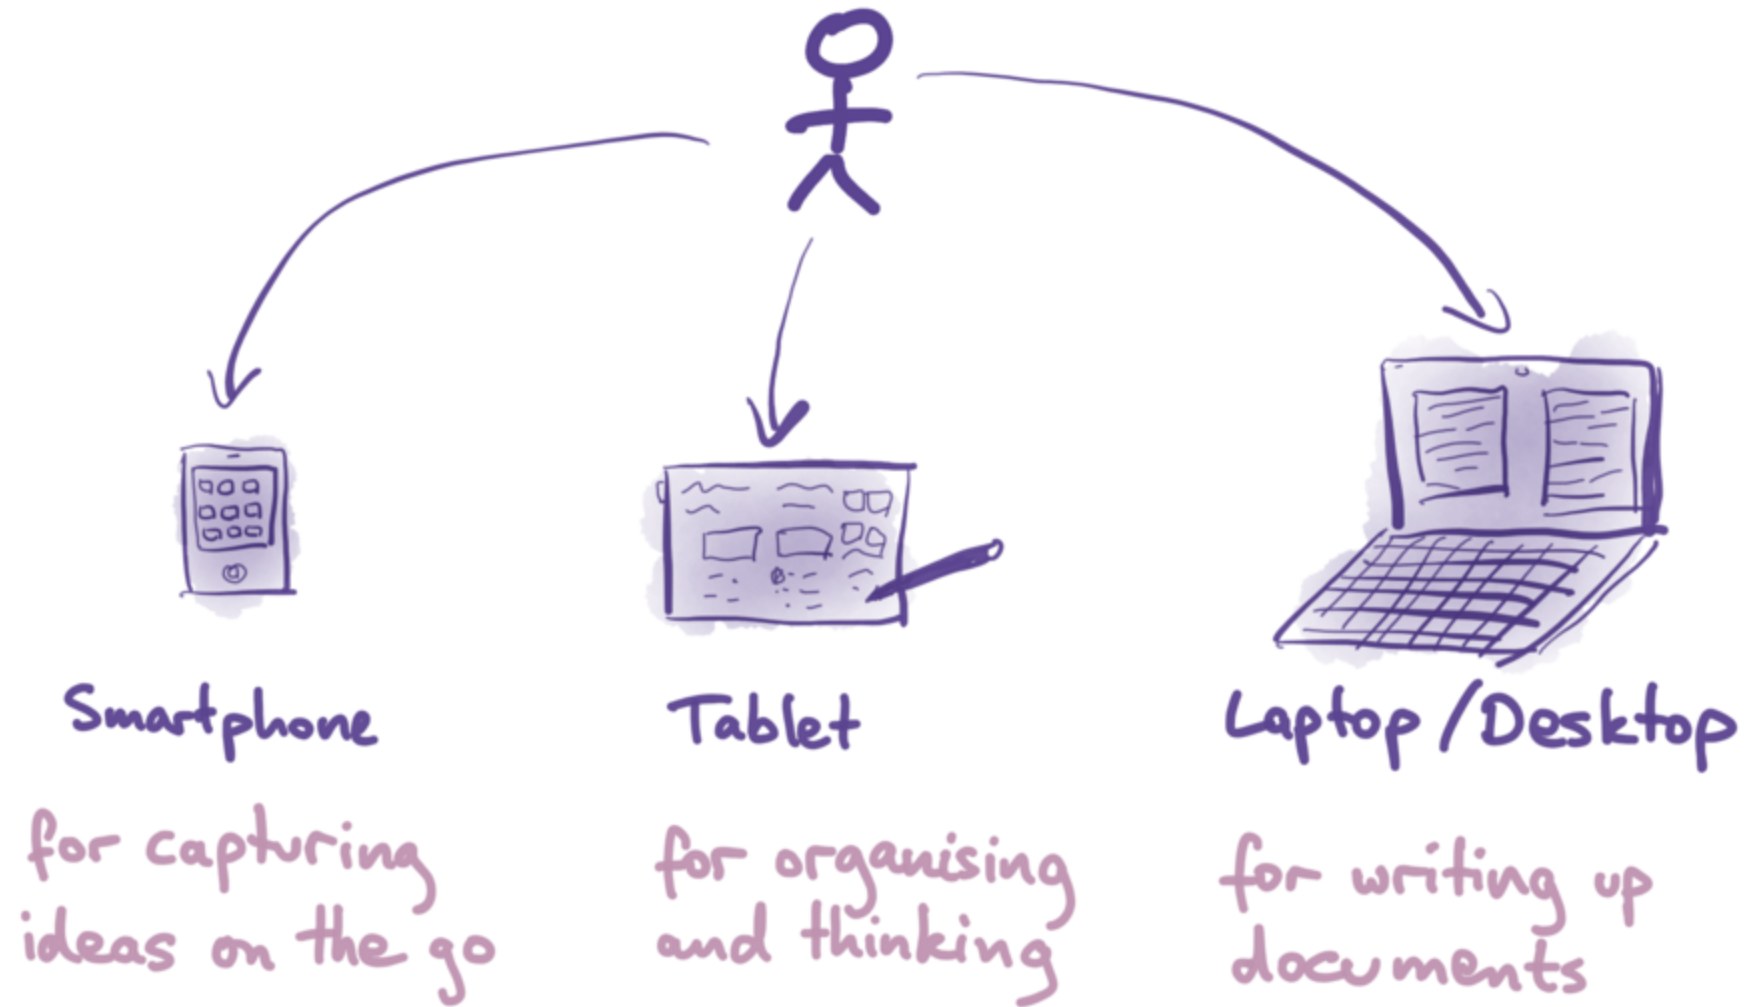 Smartphone
for capturing
ideas on the go
Tablet
for organising
and thinking
Laptop/Desktop
for writing up
documents